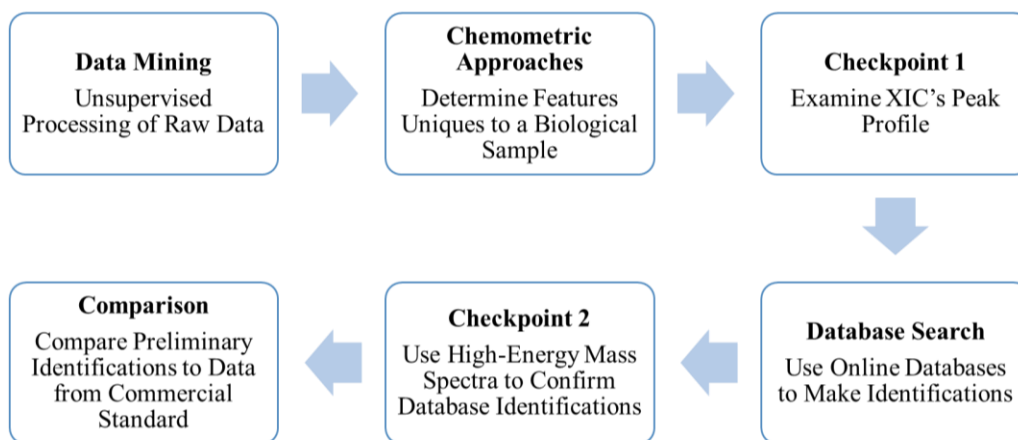 Data Mining
Unsupervised
Processing of Raw Data
Chemometric
Approaches
Determine Features
Uniques to a Biological
Sample
Checkpoint 1
Examine XIC's Peak
Profile
Database Search
Use Online Databases
to Make Identifications
Checkpoint 2
Use High-Energy Mass
Spectra to Confirm
Database Identifications
Comparison
Compare Preliminary
Identifications to Data
from Commercial
Standard